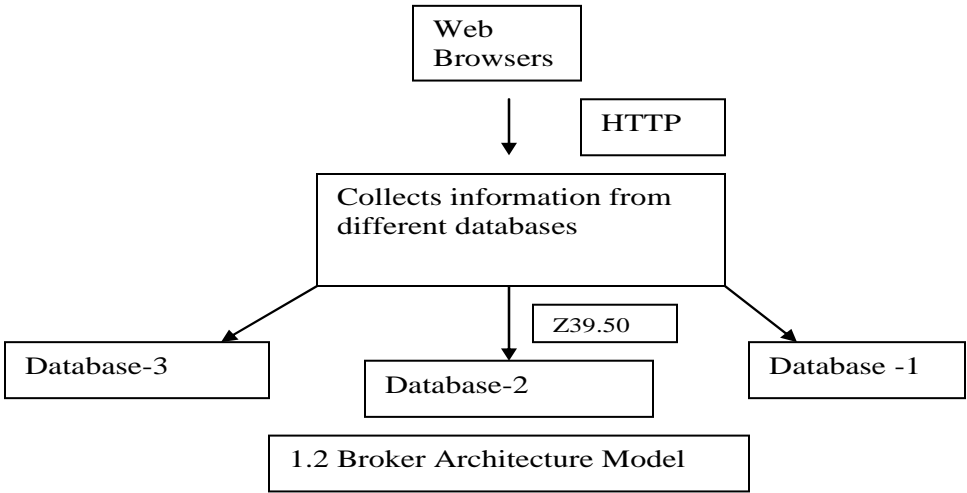 Web
Browsers
HTTP
Collects information from
different databases
Z39.50
Database-3
Database-2
Database -1
1.2 Broker Architecture Model